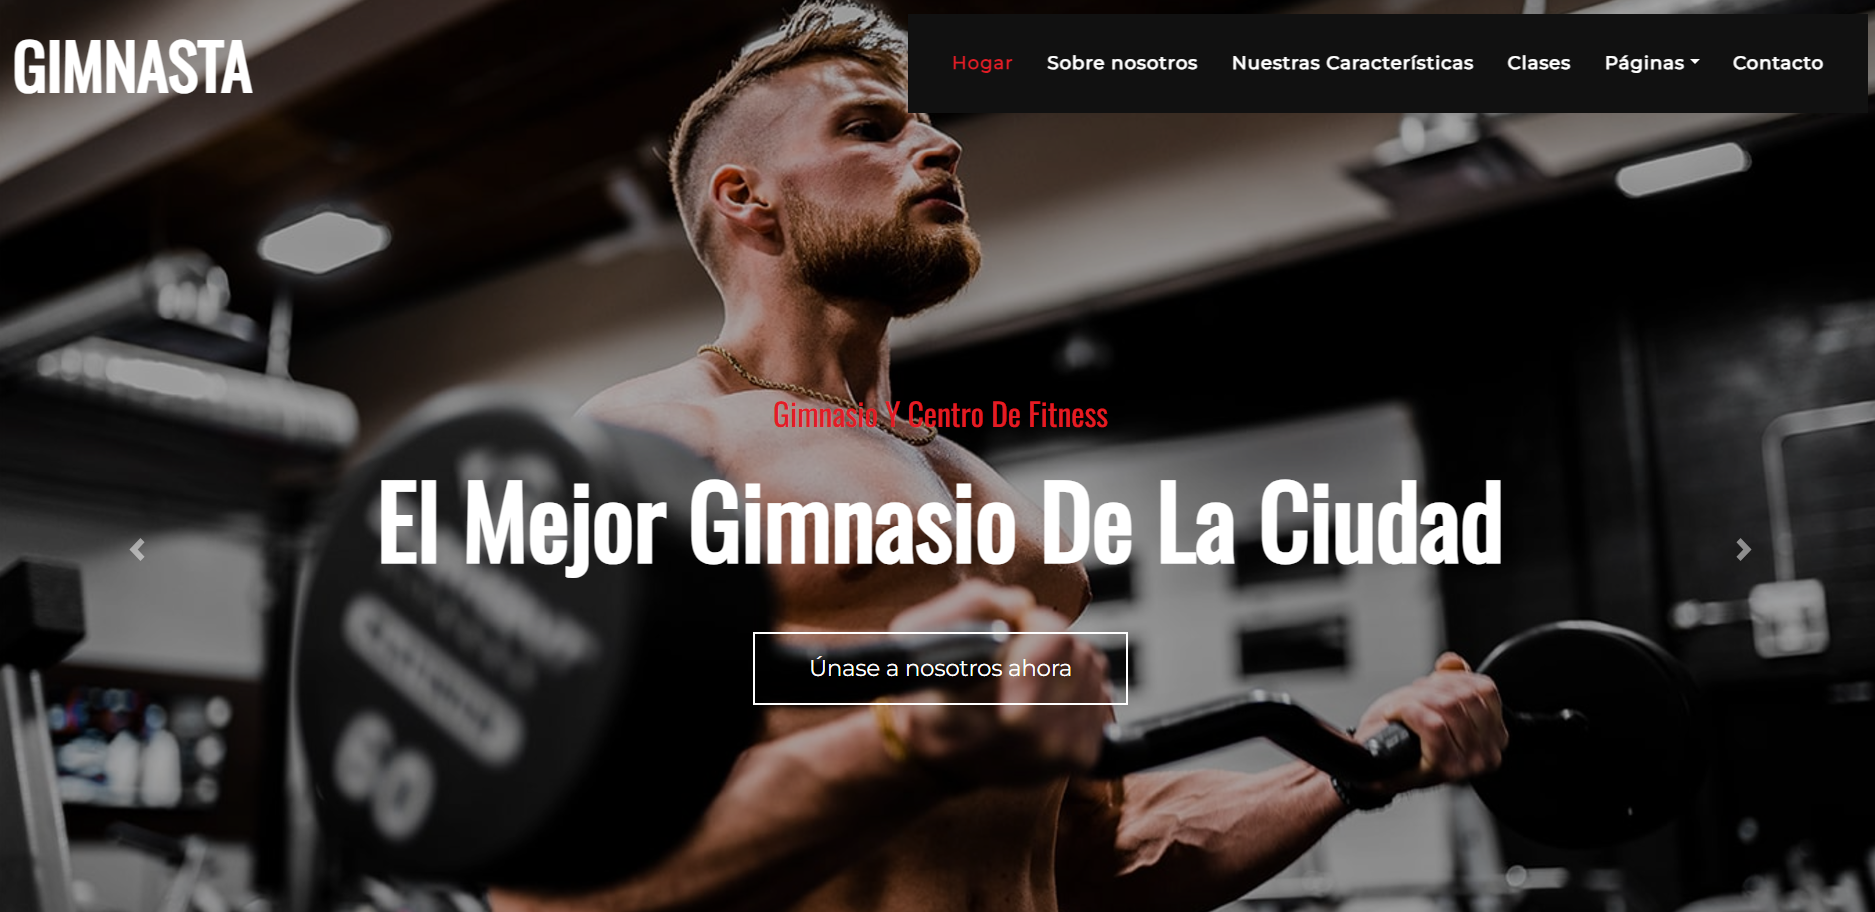 GIMNASTA
Hogar Sobre nosotros Nuestras Características Clases Páginas Contacto
Gimnasio Y Centro De Fitness
El Mejor Gimnasio De La Ciudad
Únase a nosotros ahora
60